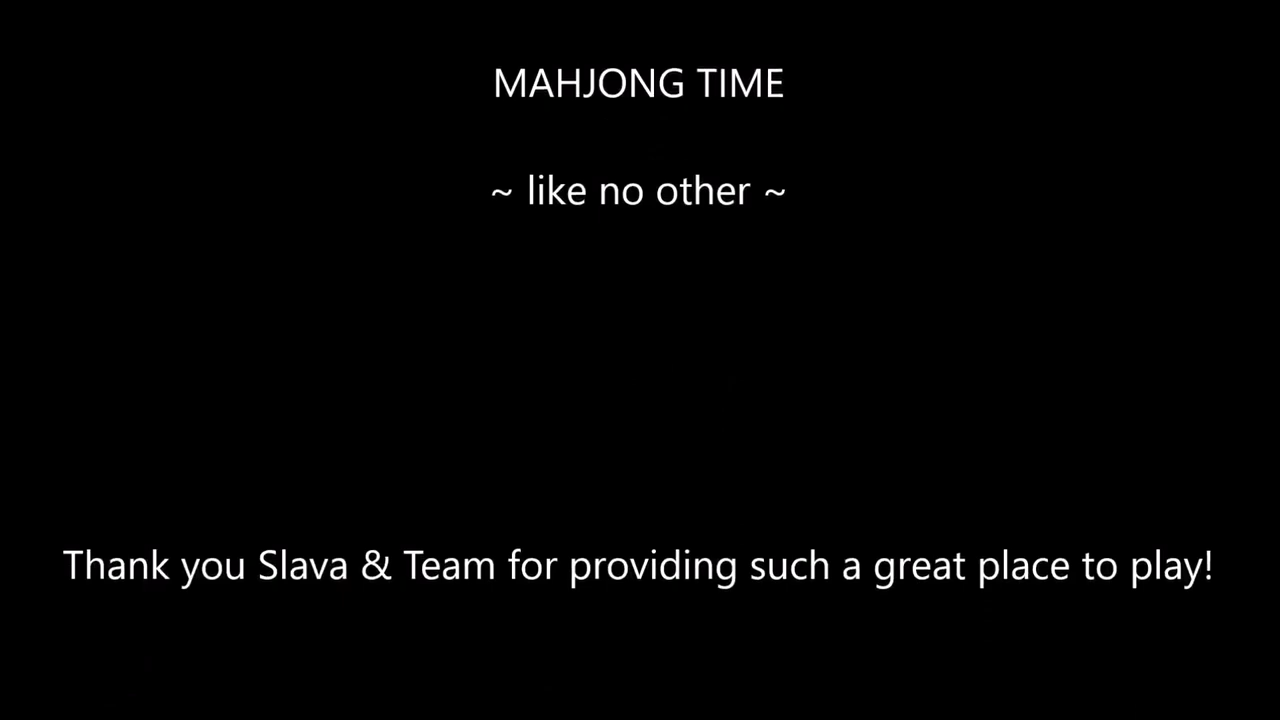 MAHJONG TIME
~ like no other ~
Thank you Slava & Team for providing such a great place to play!